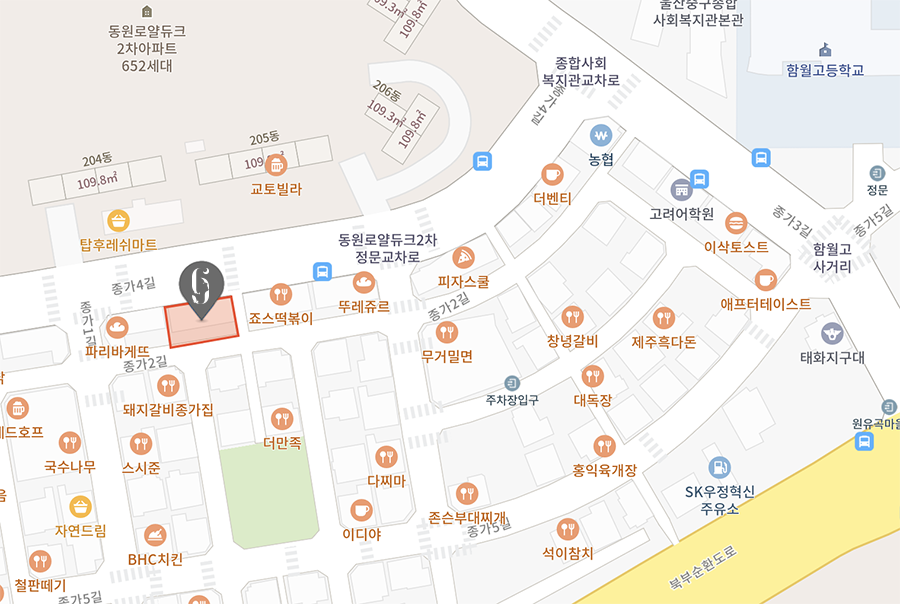 울산중구종합
사회복지관본관
109.3㎡
109.8㎡
동원로얄듀크
2차아파트
652세대
종합사회
복지관교차로
함월고등학교
206동
109.3㎡
109.8㎡
종가4길
205동
204동
109.8㎡
교토빌라
농협
더벤티
고려어학원
정문
종가3길
종가5길
이삭토스트
함월고
사거리
탑후레쉬마트
동원로얄듀크2차
정문교차로
피자스쿨
종가4길
G
죠스떡볶이
뚜레쥬르
종가2길
애프터테이스트
종가1길
파리바게뜨
종가2길
무거밀면
창녕갈비
제주흑다돈
태화지구대
주차장입구
대독장
돼지갈비종가집
더만족
국수나무
스시준
다찌마
홍익육개장
SK우정혁신
주유소
자연드림
이디야
존슨부대찌개
종가5길
BHC치킨
석이참치
북부순환도로
철판떼기
종가5길